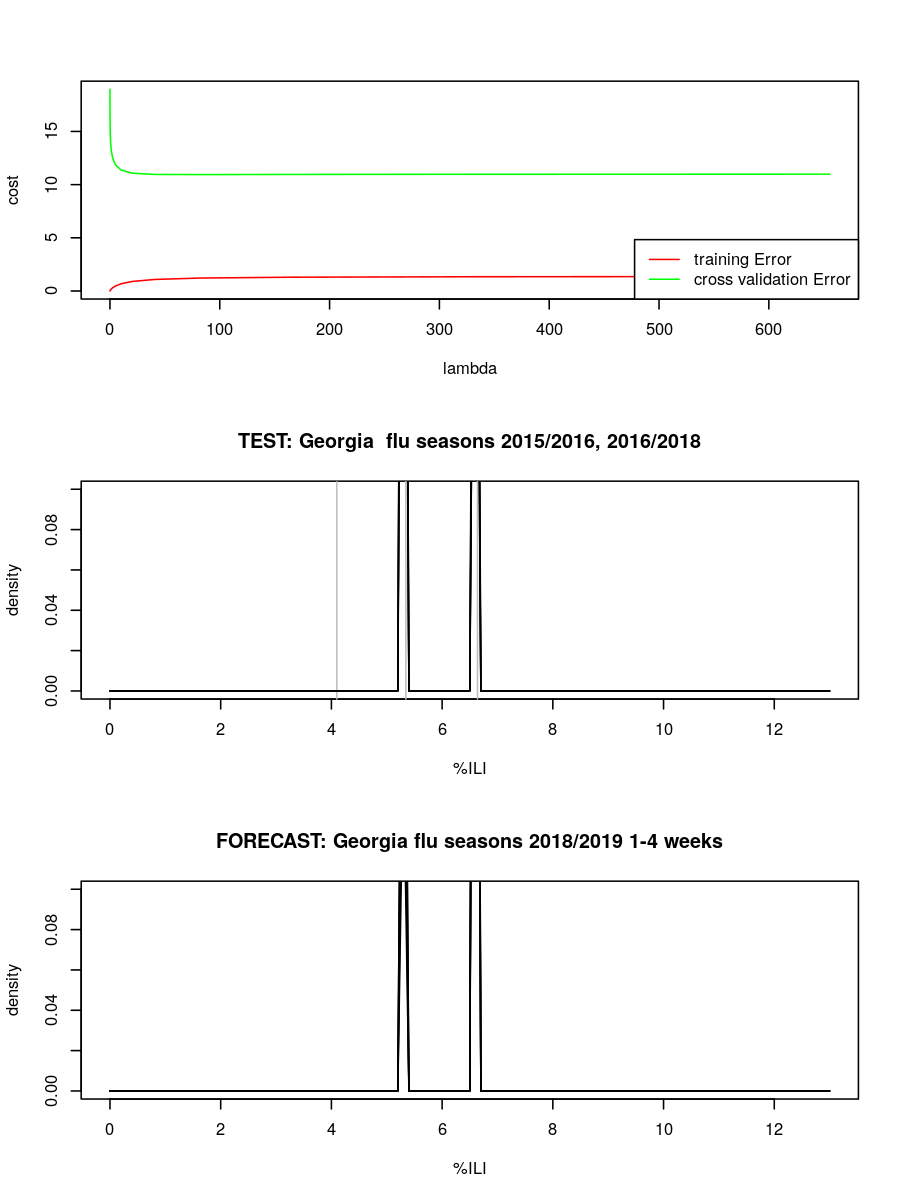 15
10
5
0
cost
training Error
cross validation Error
0 100 200 300 400 500 600
lambda
TEST: Georgia  flu seasons 2015/2016, 2016/2018
0.08
0.04
0.00
density
0 2 4 6 8 10 12
%ILI
FORECAST: Georgia flu seasons 2018/2019 1-4 weeks
0.08
0.04
0.00
density
0 2 4 6 8 10 12
%ILI